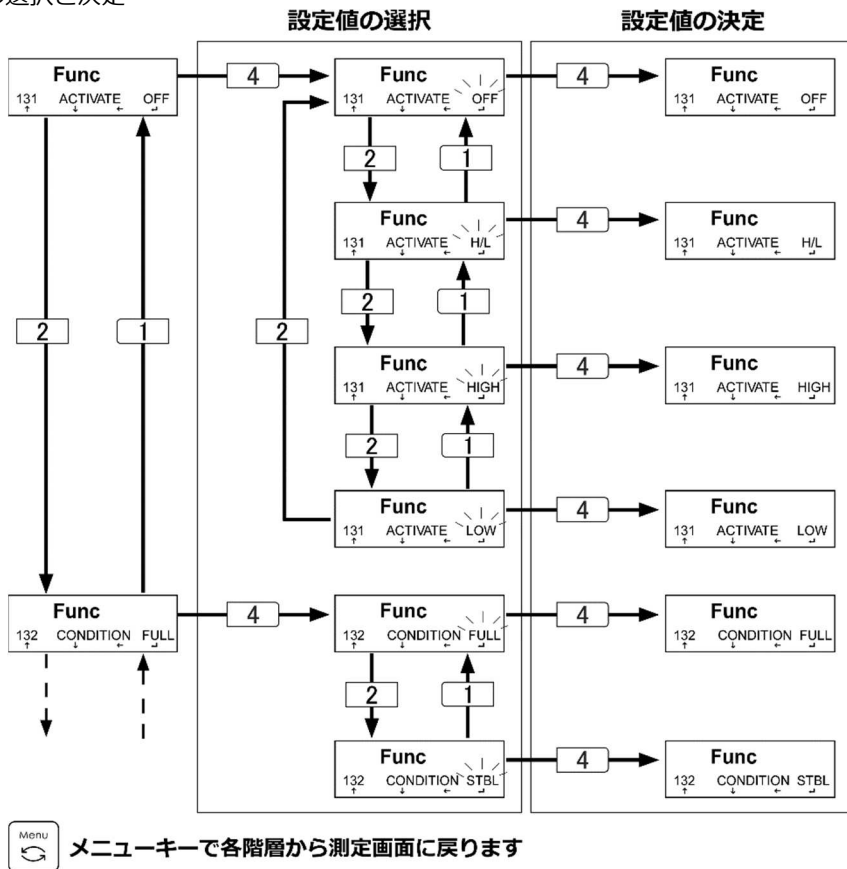 選択と決定
設定値の選択 設定値の決定
Func 4 Func 4 Func
131 ACTIVATE OFF 131 ACTIVATE OFF 131 ACTIVATE OFF
2 1
Func 4 Func
131 ACTIVATE H/L 131 ACTIVATE H/L
2 1 2 2 1
Func 4 Func
131 ACTIVATE HIGH 131 ACTIVATE HIGH
2 1
Func 4 Func
131 ACTIVATE LOW 131 ACTIVATE LOW
Func 4 Func 4 Func
132 CONDITION FULL 132 CONDITION FULL 132 CONDITION FULL
2 1
Func 4 Func
132 CONDITION STBL 132 CONDITION STBL
Menu メニューキーで各階層から測定画面に戻ります